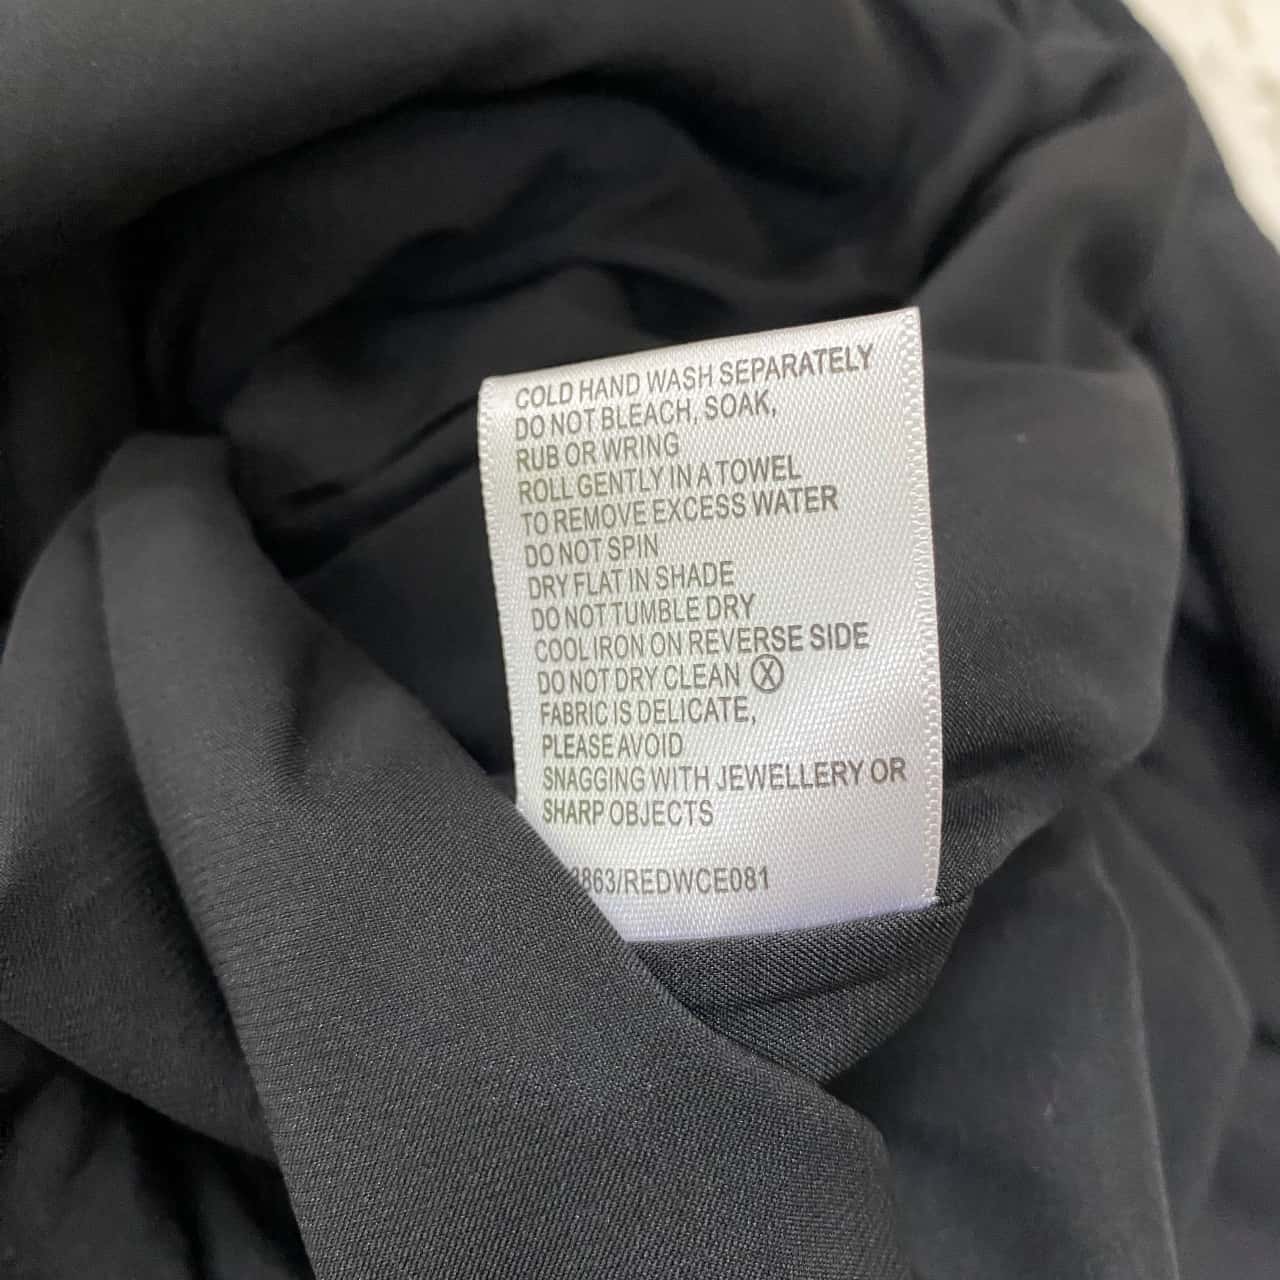 COLD HAND WASH SEPARATELY
DO NOT BLEACH, SOAK,
RUB OR WRING
ROLL GENTLY IN A TOWEL
TO REMOVE EXCESS WATER
DO NOT SPIN
DRY FLAT IN SHADE
DO NOT TUMBLE DRY
COOL IRON ON REVERSE SIDE
DO NOT DRY CLEAN Ⓧ
FABRIC IS DELICATE,
PLEASE AVOID
SNAGGING WITH JEWELLERY OR
SHARP OBJECTS
863/REDWCE081